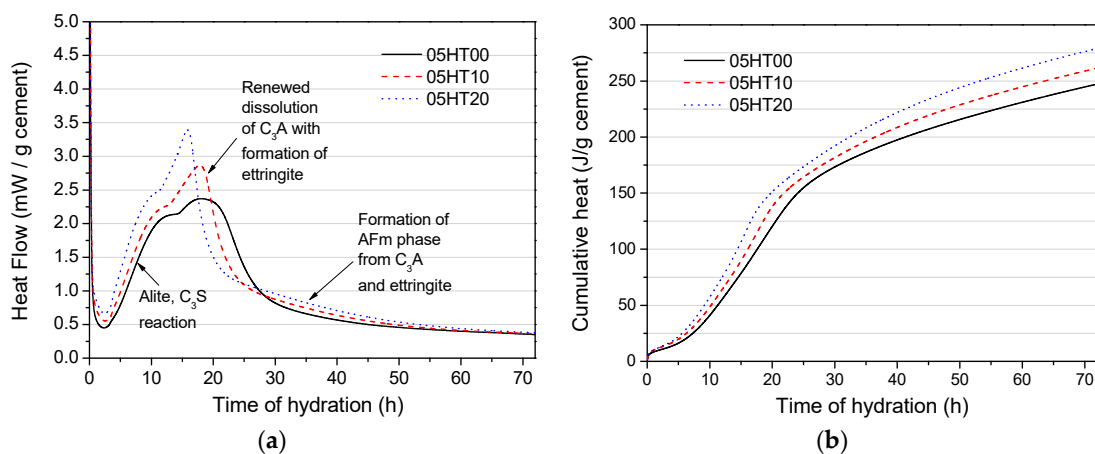 5.0
4.5
4.0
3.5
3.0
2.5
2.0
1.5
1.0
0.5
0.0
Heat Flow (mW / g cement)
05HT00
05HT10
05HT20
Renewed
dissolution
of C₃A with
formation of
ettringite
Formation of
AFm phase
from C₃A
and ettringite
Alite, C₃S
reaction
0 10 20 30 40 50 60 70
Time of hydration (h)
(a)
300
250
200
150
100
50
0
Cumulative heat (J/g cement)
05HT00
05HT10
05HT20
0 10 20 30 40 50 60 70
Time of hydration (h)
(b)